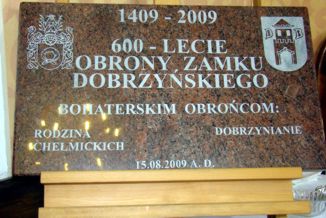 1409 - 2009
600 - LECIE
OBRONY ZAMKU
DOBRZYŃSKIEGO
BOHATERSKIM OBROŃCOM:
RODZINA DOBRZYNIANIE
CHEŁMICKICH
15.08.2009 A. D.